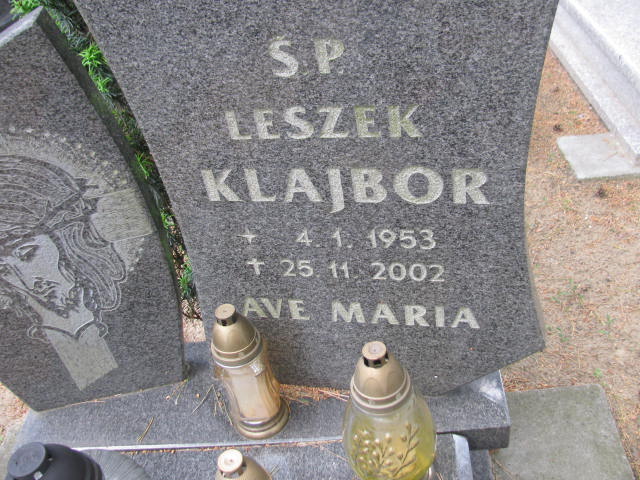 Ś.P.
LESZEK
KLAJBOR
+ 4. 1. 1953
† 25 11. 2002
AVE MARIA